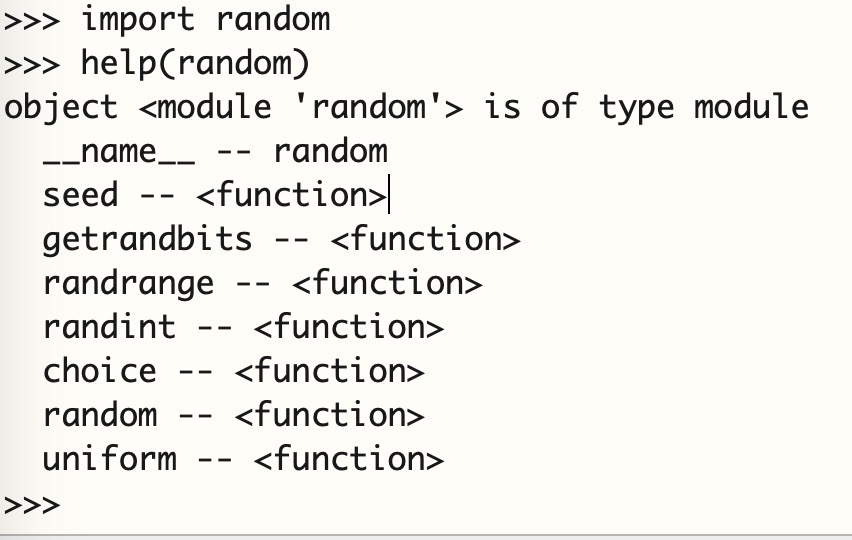 >>> import random
>>> help(random)
object <module 'random'> is of type module
  __name__ -- random
  seed -- <function>
  getrandbits -- <function>
  randrange -- <function>
  randint -- <function>
  choice -- <function>
  random -- <function>
  uniform -- <function>
>>>